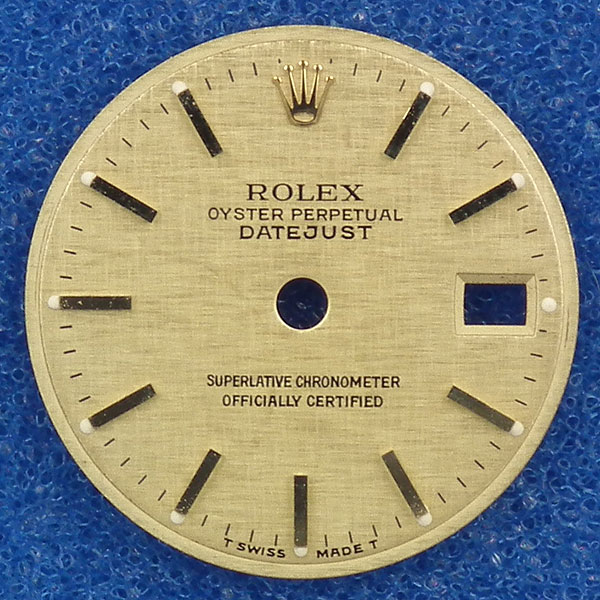 ROLEX
OYSTER PERPETUAL
DATEJUST
SUPERLATIVE CHRONOMETER
OFFICIALLY CERTIFIED
T SWISS MADE T